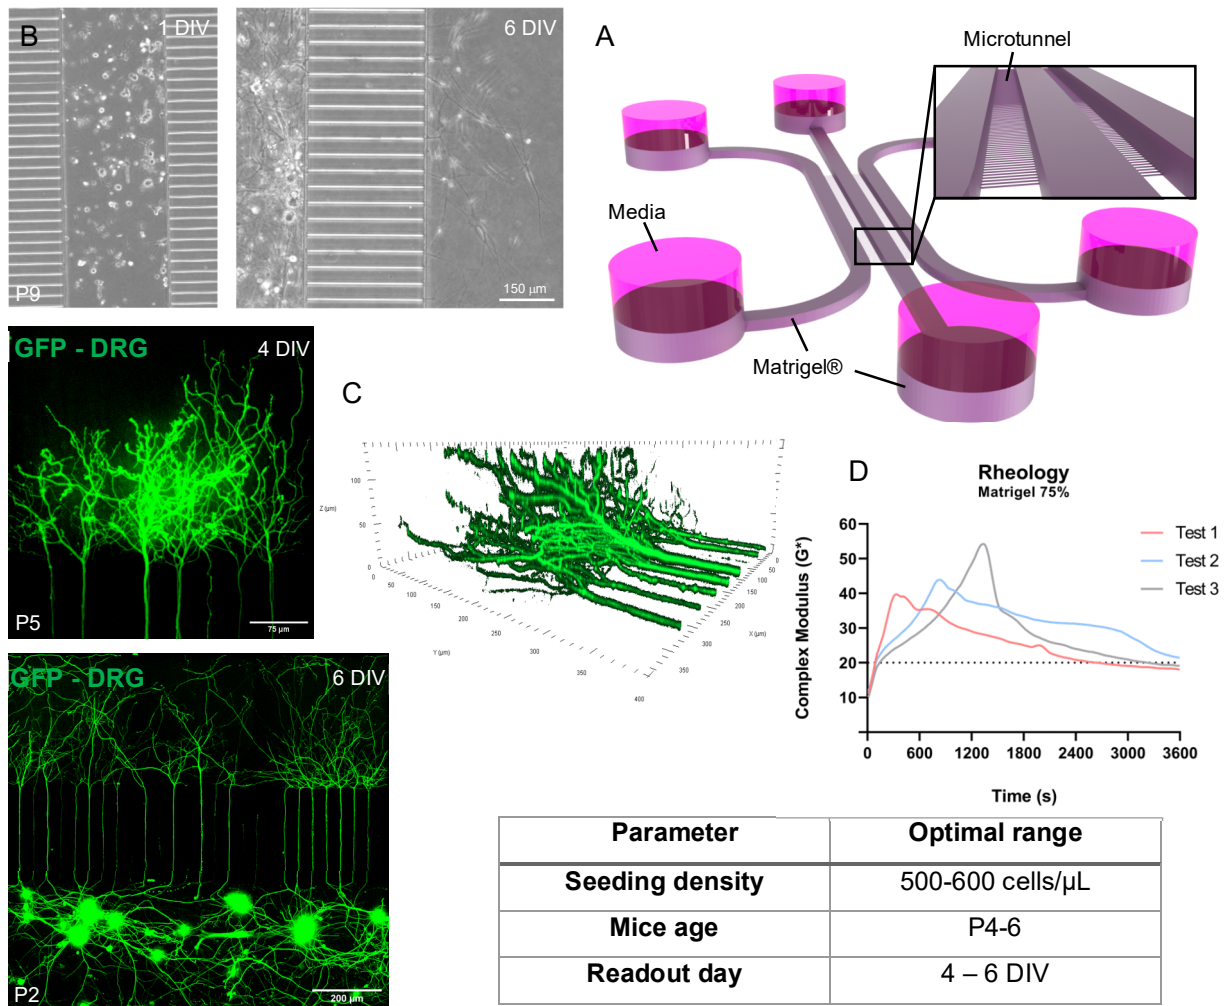 B
1 DIV
P9
6 DIV
150 µm
A
Microtunnel
Media
Matrigel®
GFP - DRG
4 DIV
P5
75 µm
C
Z (µm)
100
50
0
0
50
100
150
200
250
300
350
400
Y (µm)
0
50
100
150
200
250
300
350
X (µm)
D
Rheology
Matrigel 75%
Complex Modulus (G*)
60
50
40
30
20
10
0
600
1200
1800
2400
3000
3600
Time (s)
Test 1
Test 2
Test 3
GFP - DRG
6 DIV
P2
200 µm
Parameter Optimal range
Seeding density 500-600 cells/µL
Mice age P4-6
Readout day 4 – 6 DIV